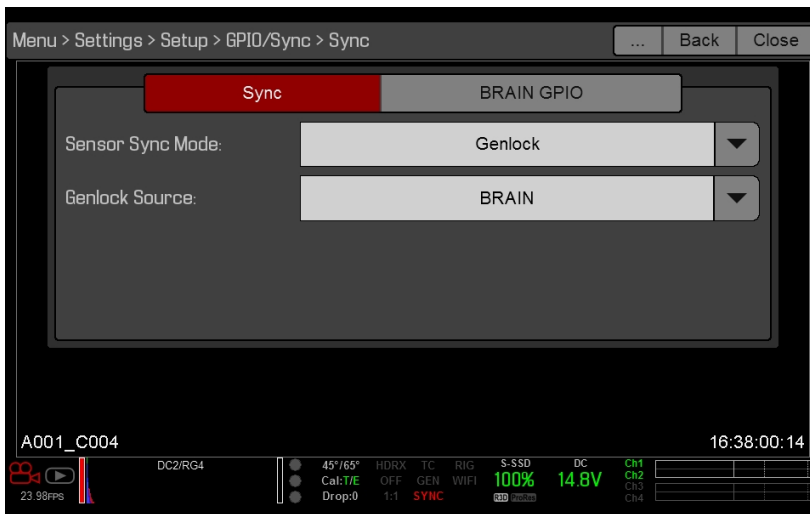 Menu > Settings > Setup > GPIO/Sync > Sync ... Back Close
Sync BRAIN GPIO
Sensor Sync Mode: Genlock
Genlock Source: BRAIN
A001_C004 16:38:00:14
DC2/RG4 45°/65° HDRX TC RIG S-SSD DC Ch1
Cal:T/E OFF GEN WIFI 100% 14.8V Ch2
23.98FPS Drop:0 1:1 SYNC R3D ProRes Ch3
Ch4